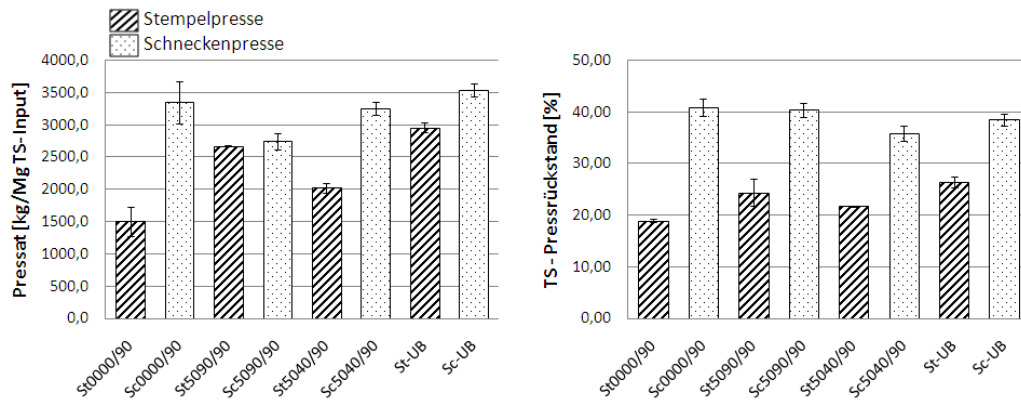 Stempelpresse
Schneckenpresse
Pressat [kg/Mg TS-Input]
4000,0
3500,0
3000,0
2500,0
2000,0
1500,0
1000,0
500,0
0,0
St0000/90
Sc0000/90
St5090/90
Sc5090/90
St5040/90
Sc5040/90
St-UB
Sc-UB
TS - Pressrückstand [%]
50,00
40,00
30,00
20,00
10,00
0,00
St0000/90
Sc0000/90
St5090/90
Sc5090/90
St5040/90
Sc5040/90
St-UB
Sc-UB